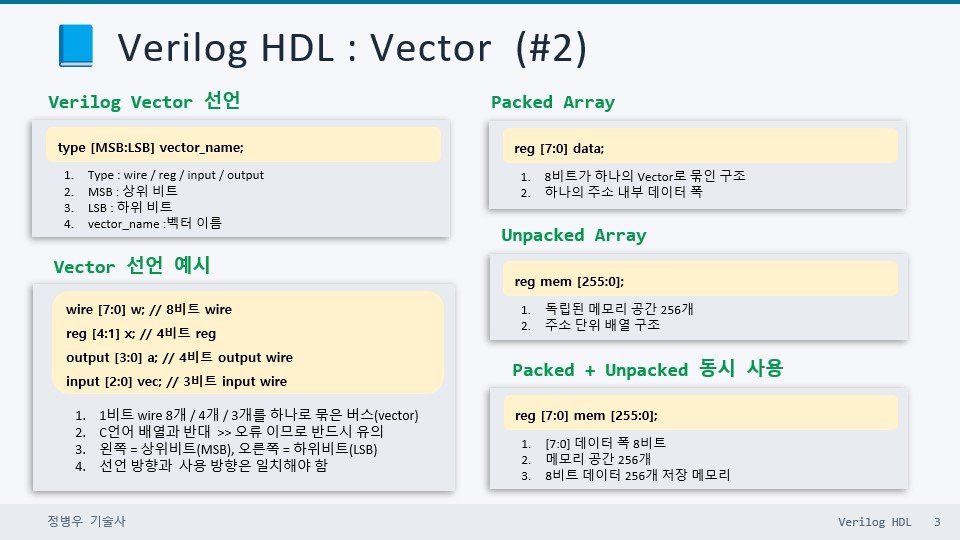 Verilog HDL : Vector (#2)
Verilog Vector 선언
type [MSB:LSB] vector_name;
1. Type : wire / reg / input / output
2. MSB : 상위 비트
3. LSB : 하위 비트
4. vector_name :벡터 이름
Vector 선언 예시
wire [7:0] w; // 8비트 wire
reg [4:1] x; // 4비트 reg
output [3:0] a; // 4비트 output wire
input [2:0] vec; // 3비트 input wire
1. 1비트 wire 8개 / 4개 / 3개를 하나로 묶은 버스(vector)
2. C언어 배열과 반대 >> 오류 이므로 반드시 유의
3. 왼쪽 = 상위비트(MSB), 오른쪽 = 하위비트(LSB)
4. 선언 방향과 사용 방향은 일치해야 함
Packed Array
reg [7:0] data;
1. 8비트가 하나의 Vector로 묶인 구조
2. 하나의 주소 내부 데이터 폭
Unpacked Array
reg mem [255:0];
1. 독립된 메모리 공간 256개
2. 주소 단위 배열 구조
Packed + Unpacked 동시 사용
reg [7:0] mem [255:0];
1. [7:0] 데이터 폭 8비트
2. 메모리 공간 256개
3. 8비트 데이터 256개 저장 메모리
정병우 기술사
Verilog HDL 3